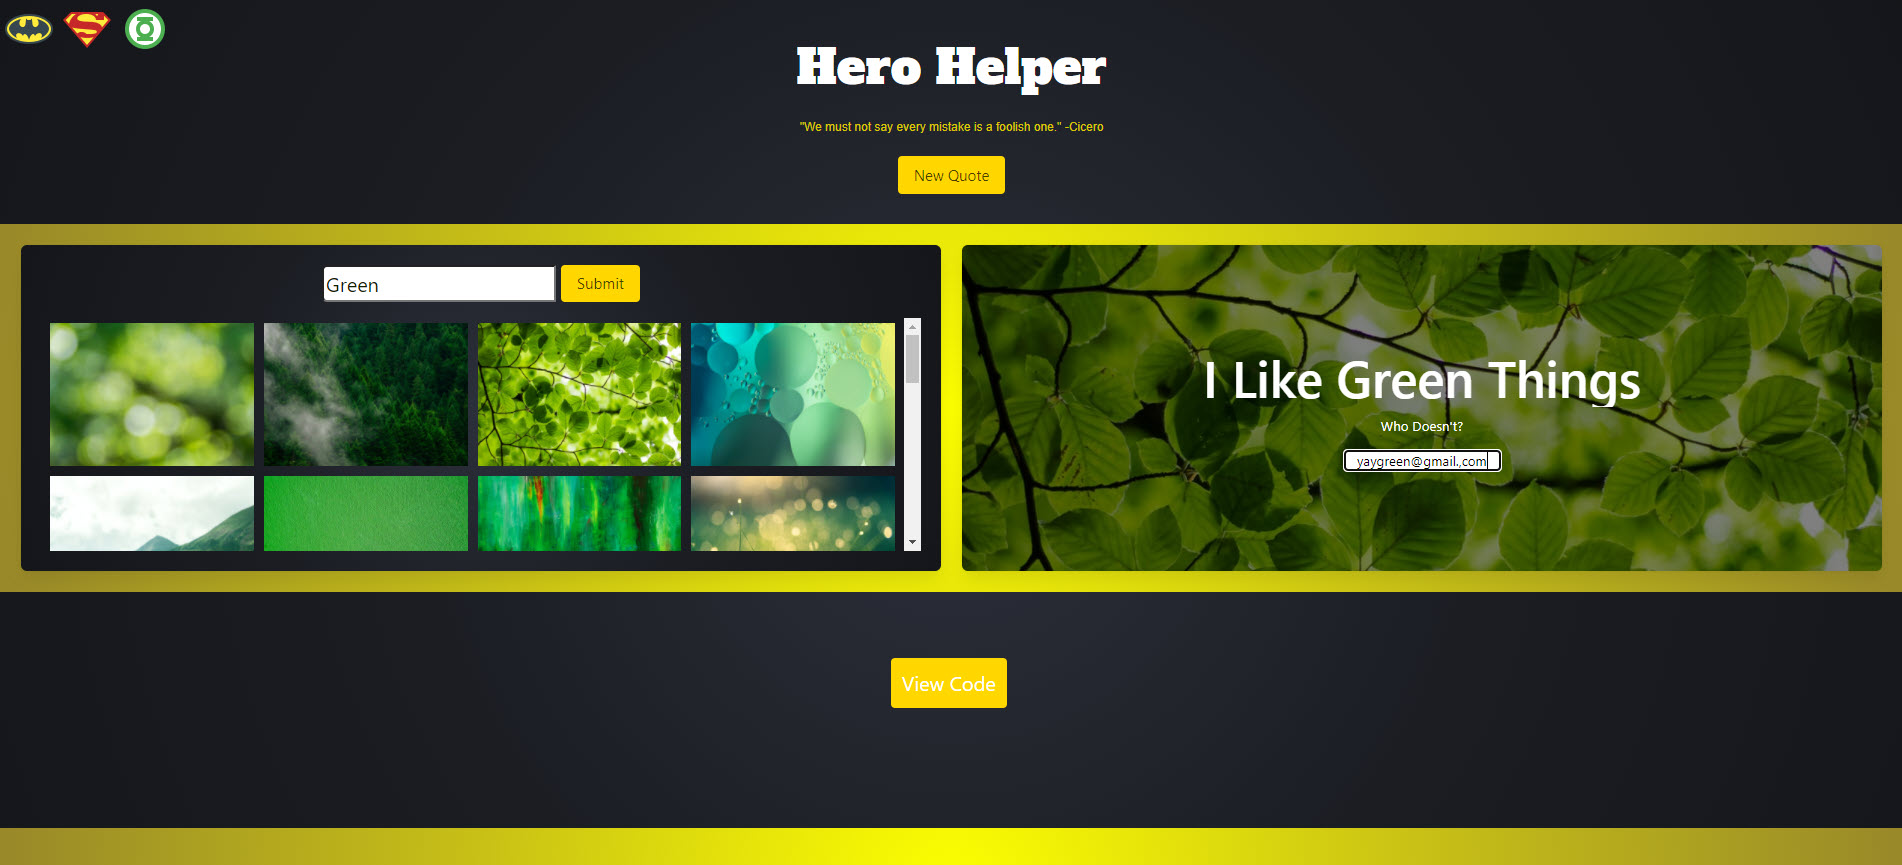 Hero Helper
"We must not say every mistake is a foolish one." -Cicero
New Quote
Green
Submit
I Like Green Things
Who Doesn't?
yaygreen@gmail.,com
View Code